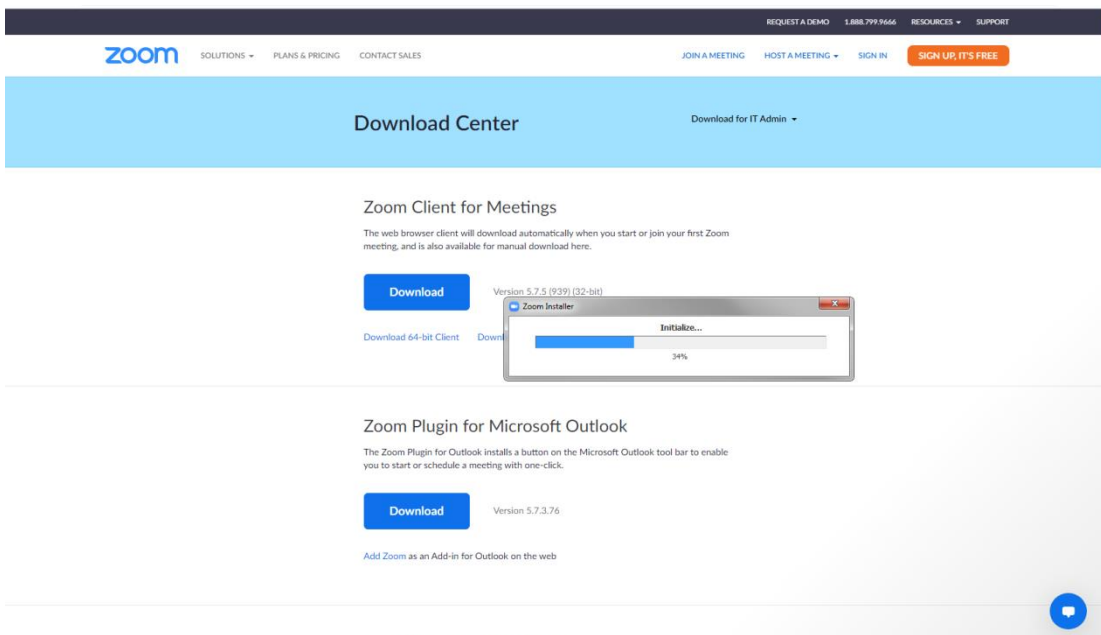 REQUEST A DEMO 1.888.799.9666 RESOURCES SUPPORT
zoom SOLUTIONS PLANS & PRICING CONTACT SALES JOIN A MEETING HOST A MEETING SIGN IN SIGN UP, IT'S FREE
Download Center Download for IT Admin
Zoom Client for Meetings
The web browser client will download automatically when you start or join your first Zoom
meeting, and is also available for manual download here.
Download Version 5.7.5 (939) (32-bit)
Zoom Installer
Initialize...
34%
Download 64-bit Client
Zoom Plugin for Microsoft Outlook
The Zoom Plugin for Outlook installs a button on the Microsoft Outlook tool bar to enable
you to start or schedule a meeting with one-click.
Download Version 5.7.3.76
Add Zoom as an Add-in for Outlook on the web